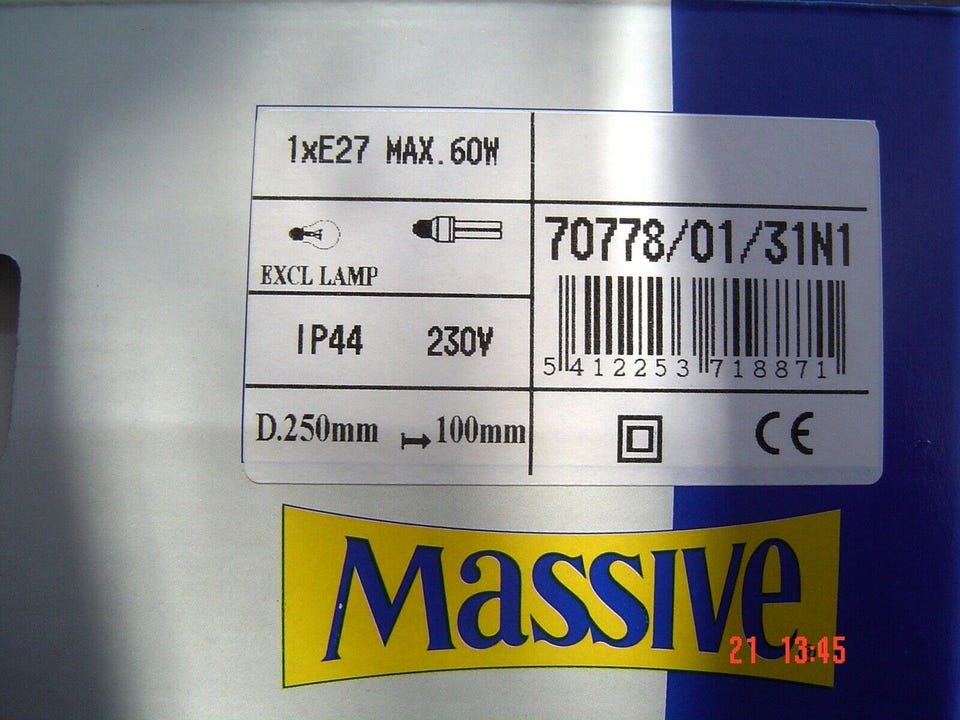 1xE27 MAX.60W
EXCL LAMP
IP44 230V
D.250mm 100mm
70778/01/31N1
5 412253 718871
CE
Massive
21 13:45